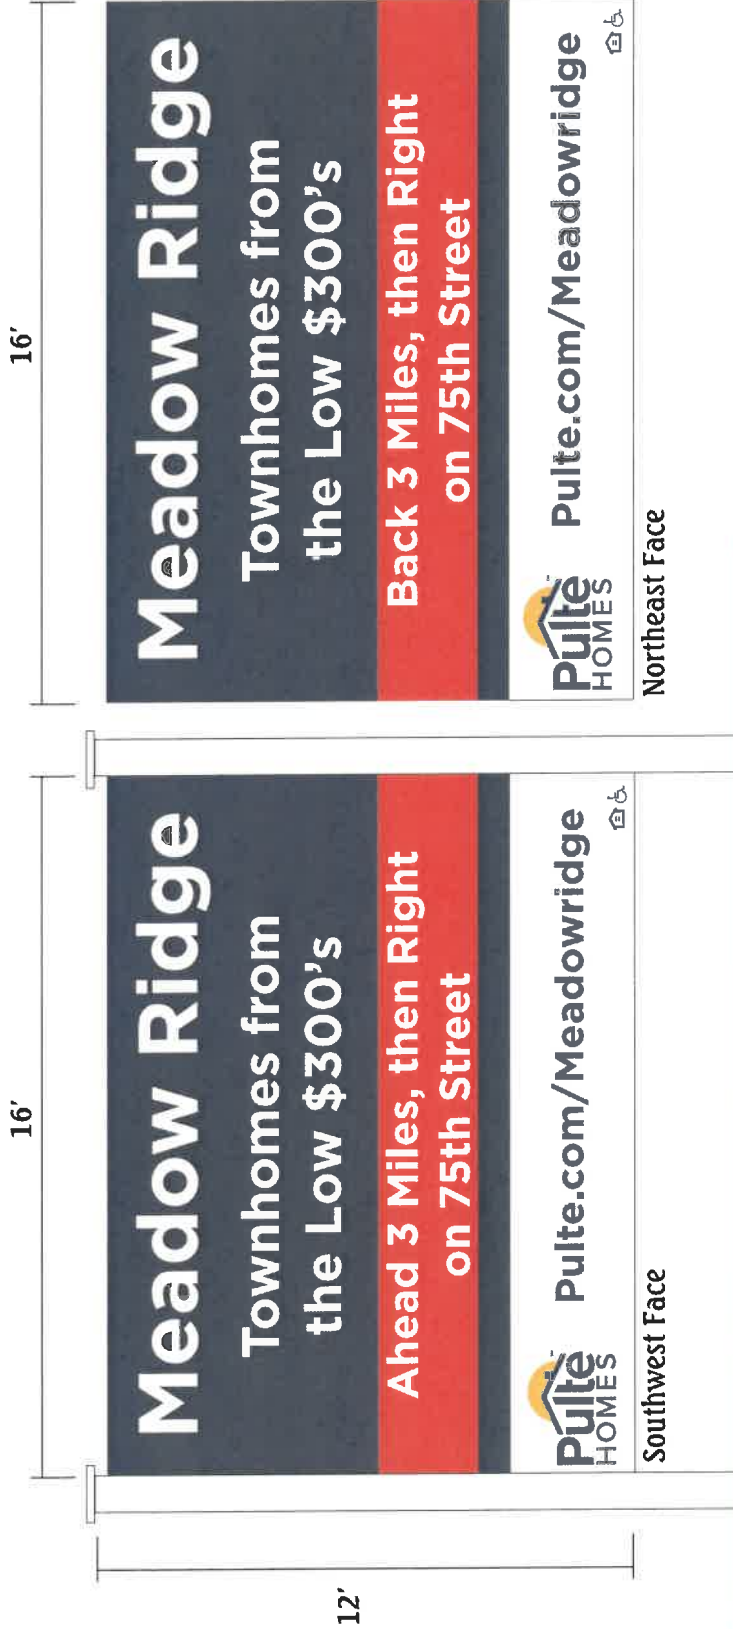 16'
16'
12'
Meadow Ridge
Townhomes from
the Low $300's
Ahead 3 Miles, then Right
on 75th Street
Pulte
HOMES
Pulte.com/Meadowridge
Southwest Face
Meadow Ridge
Townhomes from
the Low $300's
Back 3 Miles, then Right
on 75th Street
Pulte
HOMES
Pulte.com/Meadowridge
Northeast Face